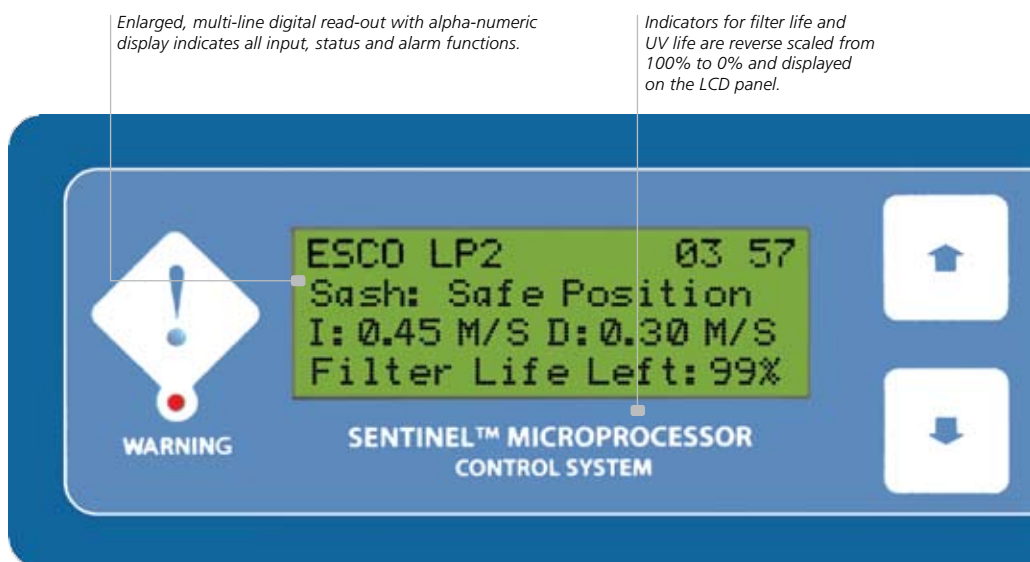 Enlarged, multi-line digital read-out with alpha-numeric
display indicates all input, status and alarm functions.
Indicators for filter life and
UV life are reverse scaled from
100% to 0% and displayed
on the LCD panel.
ESCO LP2 03 57
Sash: Safe Position
I: 0.45 M/S D: 0.30 M/S
Filter Life Left: 99%
WARNING
SENTINEL™ MICROPROCESSOR
CONTROL SYSTEM